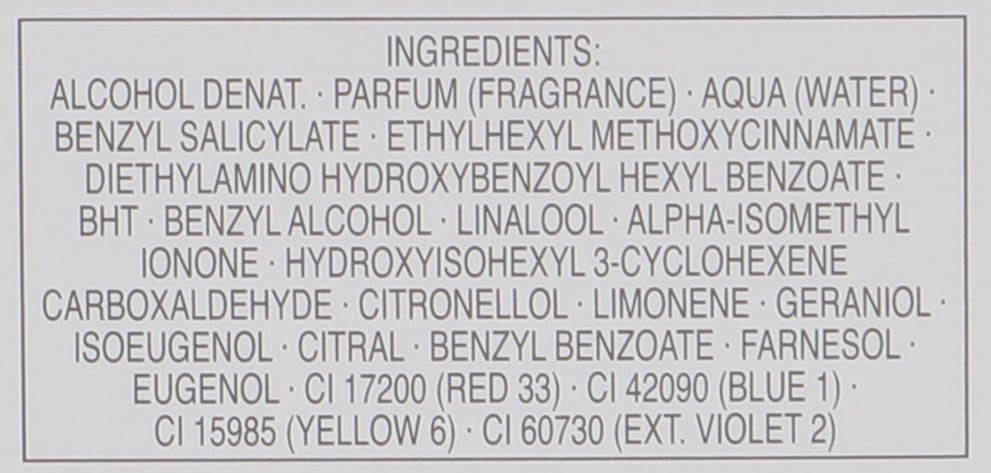 INGREDIENTS:
ALCOHOL DENAT. · PARFUM (FRAGRANCE) · AQUA (WATER) ·
BENZYL SALICYLATE · ETHYLHEXYL METHOXYCINNAMATE ·
DIETHYLAMINO HYDROXYBENZOYL HEXYL BENZOATE ·
BHT · BENZYL ALCOHOL · LINALOOL · ALPHA-ISOMETHYL
IONONE · HYDROXYISOHEXYL 3-CYCLOHEXENE
CARBOXALDEHYDE · CITRONELLOL · LIMONENE · GERANIOL ·
ISOEUGENOL · CITRAL · BENZYL BENZOATE · FARNESOL ·
EUGENOL · CI 17200 (RED 33) · CI 42090 (BLUE 1) ·
CI 15985 (YELLOW 6) · CI 60730 (EXT. VIOLET 2)